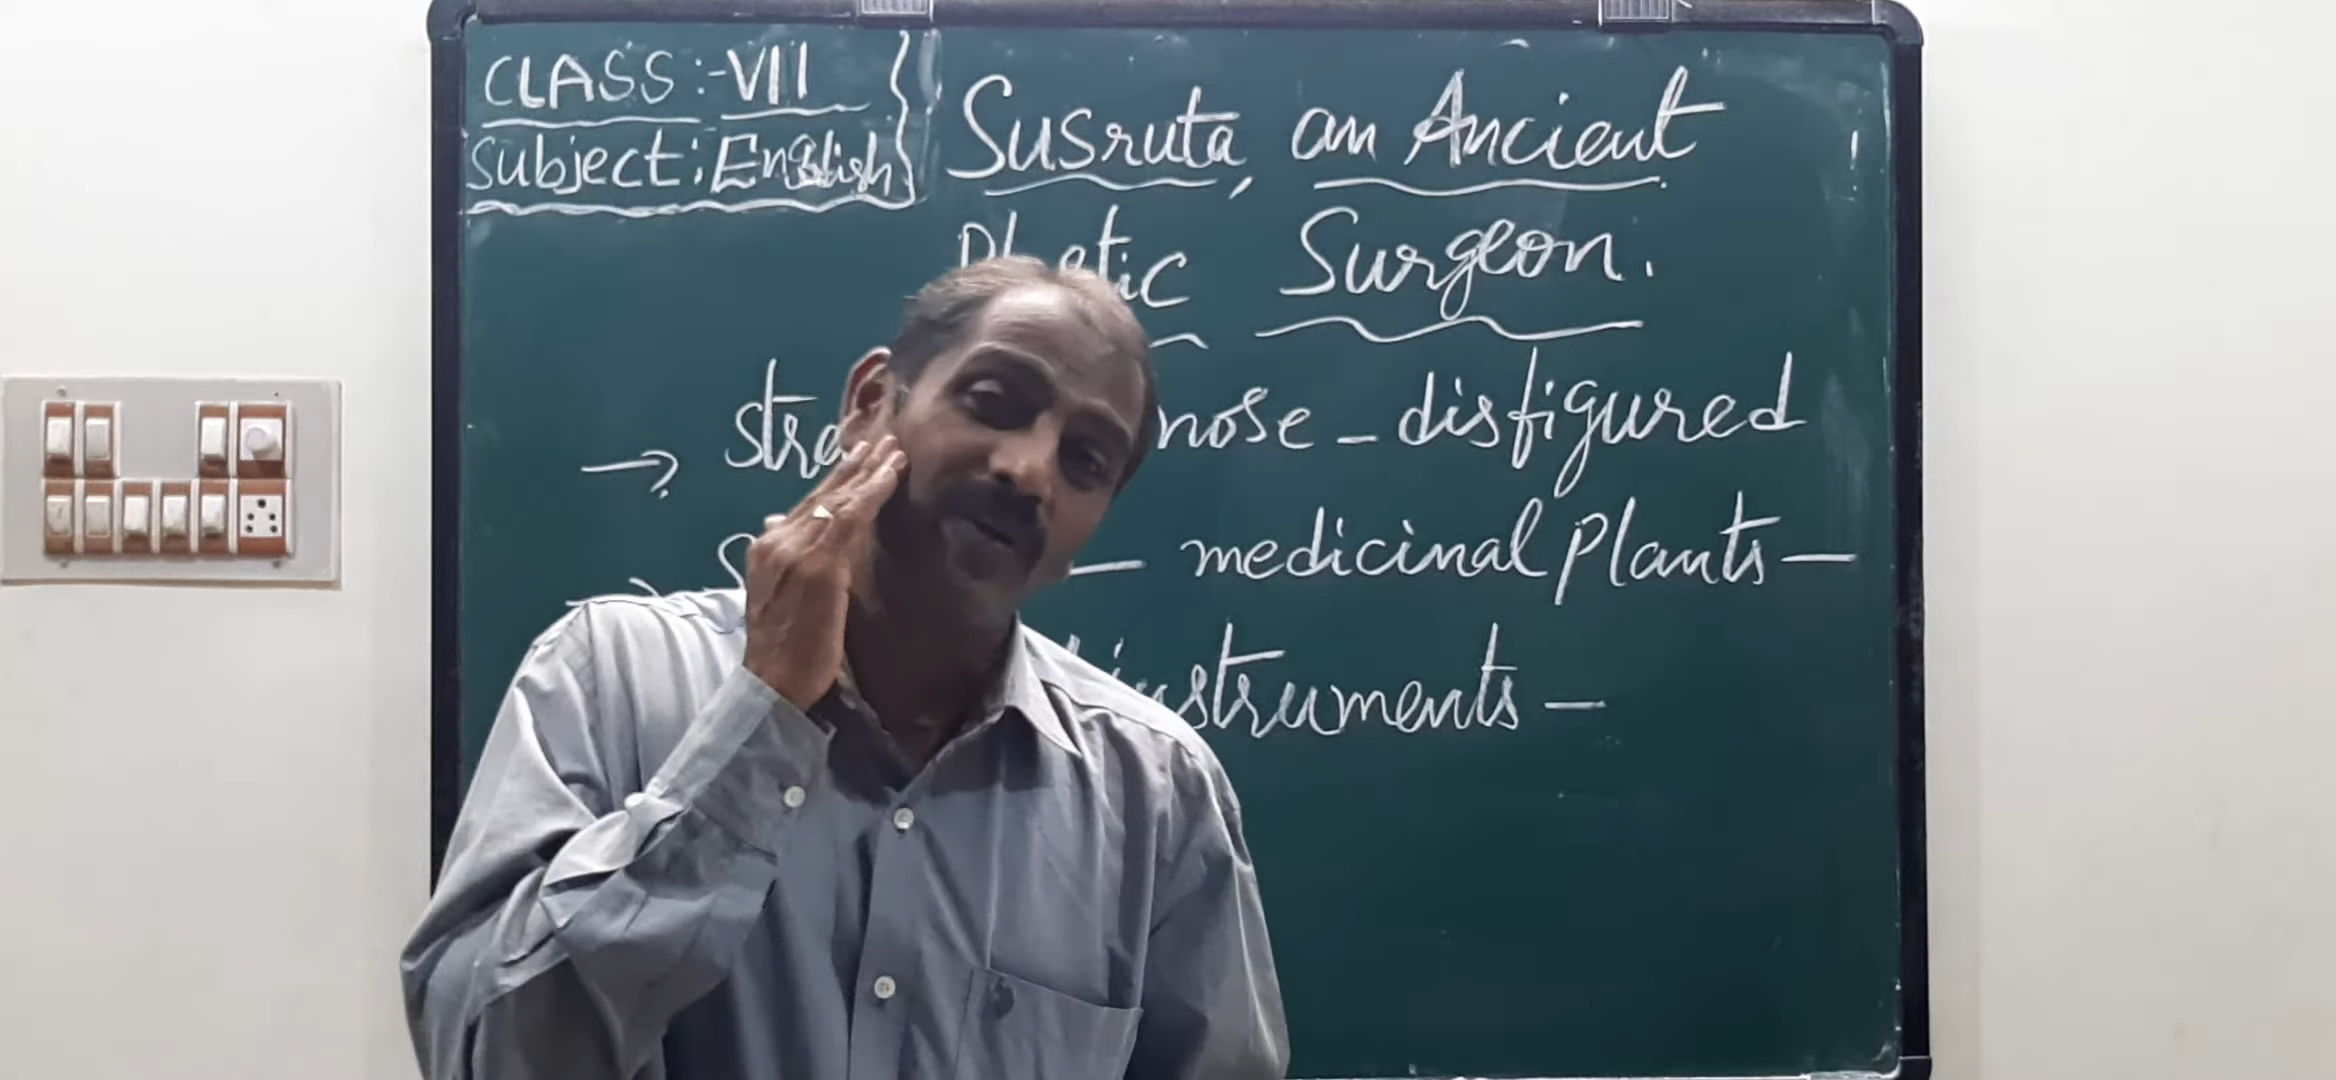 CLASS:-VII
Subject: English
Susruta, an Ancient
Surgeon.
nose - disfigured
- medicinal plants -
instruments -